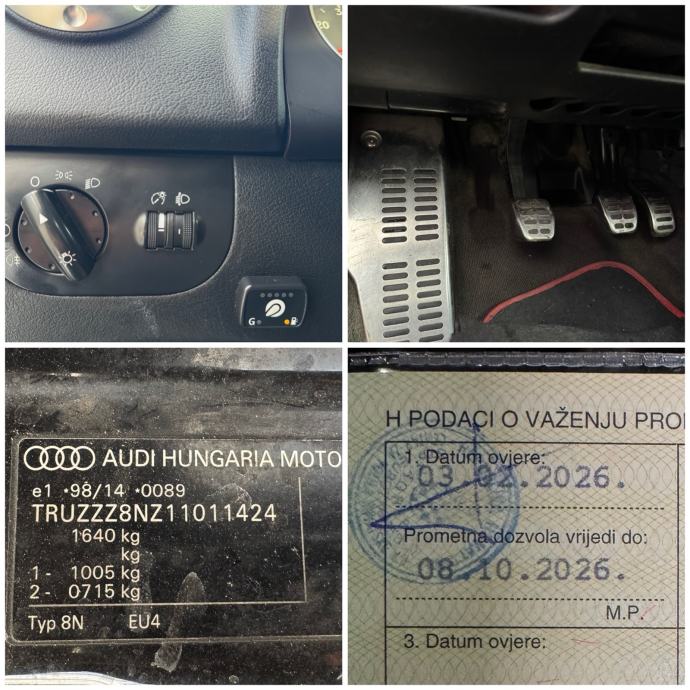 20
G
AUDI HUNGARIA MOTO
e1 *98/14 *0089
TRUZZZ8NZ11011424
1640 kg
kg
1- 1005 kg
2- 0715 kg
Typ 8N EU4
H PODACI O VAŽENJU PRO
1. Datum ovjere:
03.02.2026.
Prometna dozvola vrijedi do:
08.10.2026.
M.P.
3. Datum ovjere: